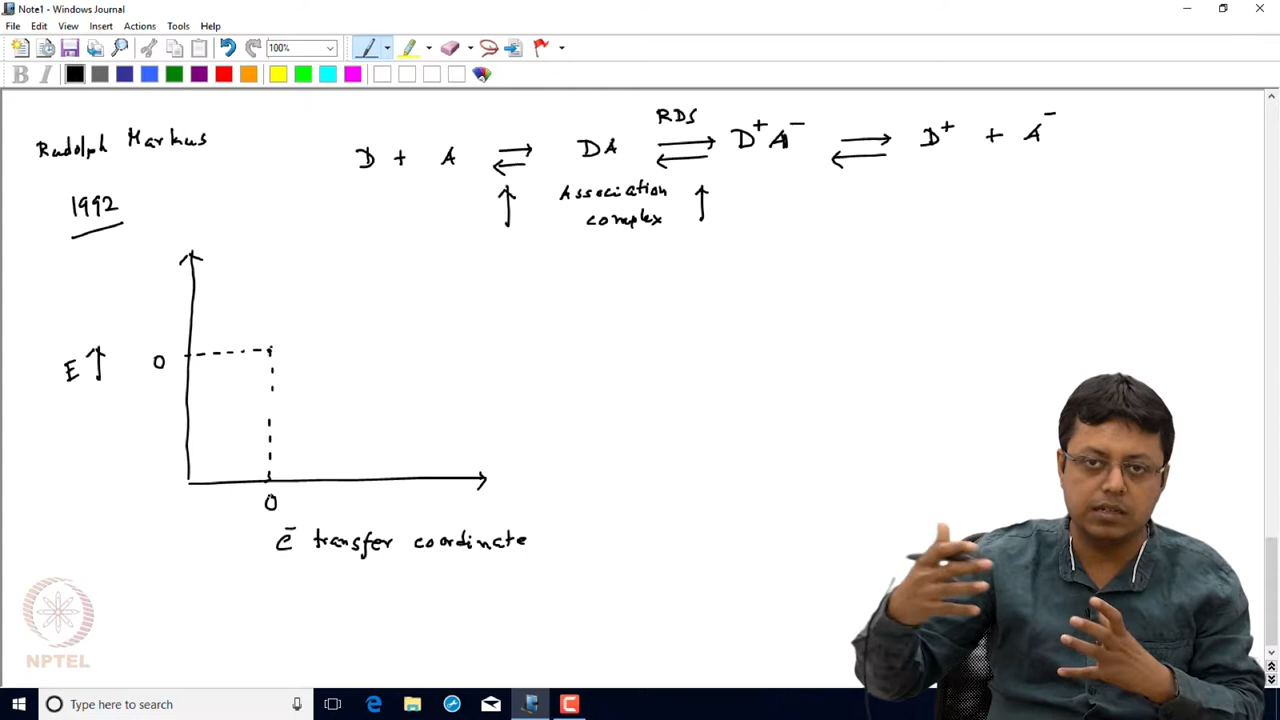 Note1 - Windows Journal
File Edit View Insert Actions Tools Help
100%
B I
Rudolph Markus
1992
RDS
D + A ⇌ DA ⇌ D⁺A⁻ ⇌ D⁺ + A⁻
↑ Association ↑
complex
E ↑ 0
0
e⁻ transfer coordinate
NPTEL
Type here to search